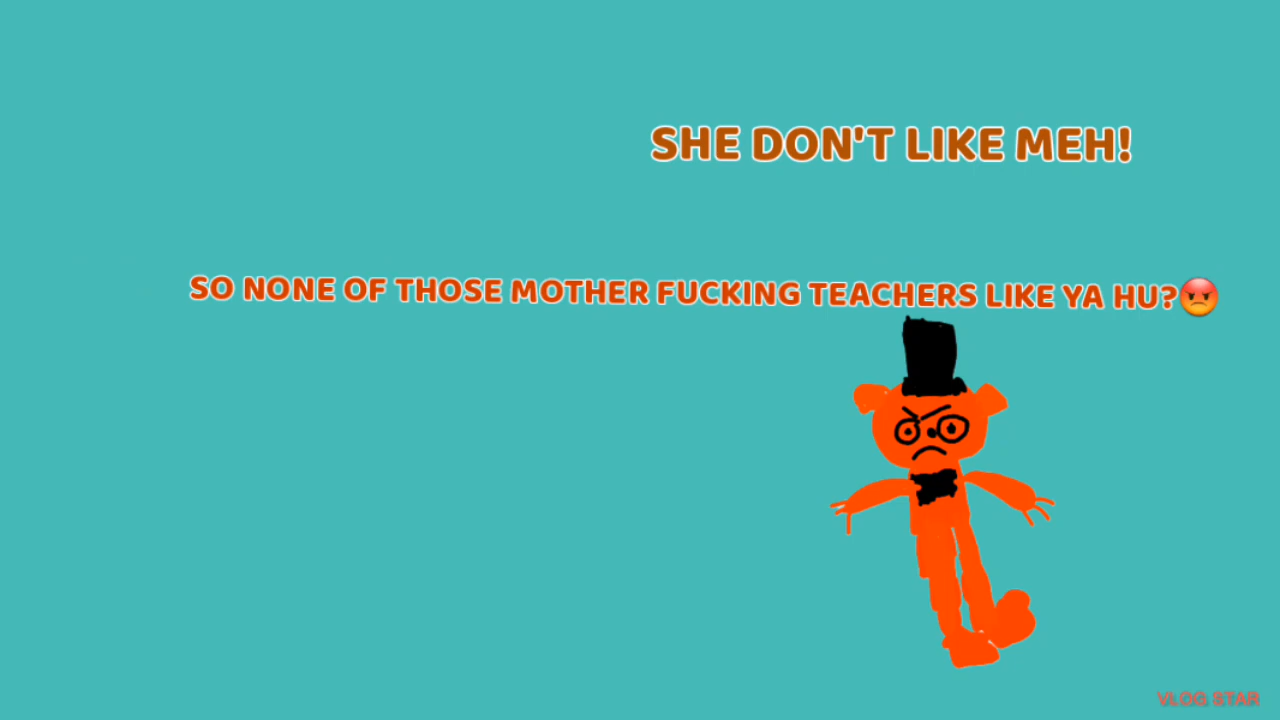 SHE DON'T LIKE MEH!
SO NONE OF THOSE MOTHER FUCKING TEACHERS LIKE YA HU?😡
VLOG STAR